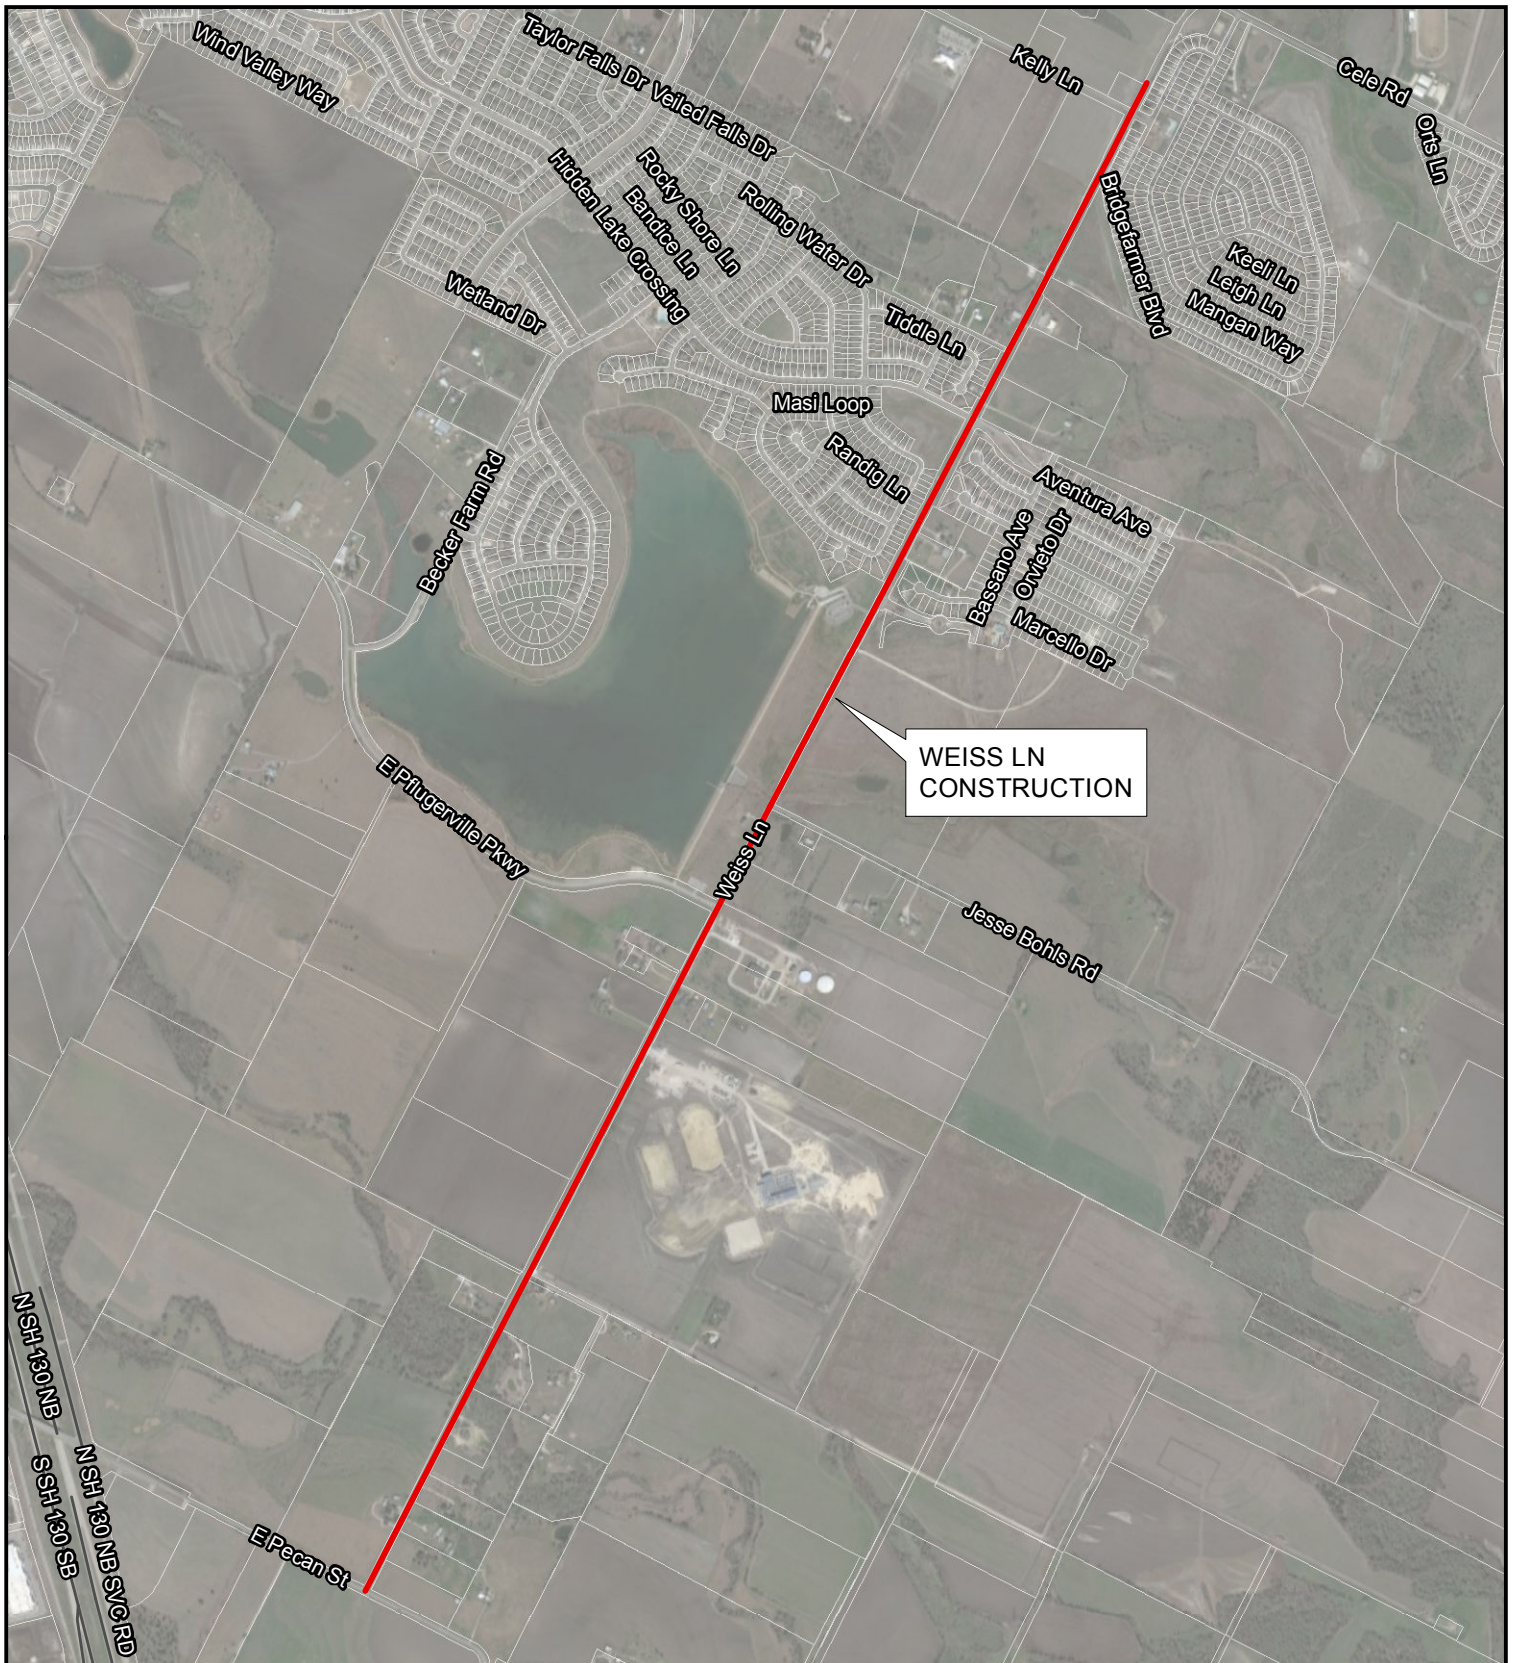 Wind Valley Way
Taylor Falls Dr
Veiled Falls Dr
Kelly Ln
Cele Rd
Orts Ln
Hidden Lake Crossing
Rocky Shore Ln
Bandice Ln
Rolling Water Dr
Bridgefarmer Blvd
Keeli Ln
Leigh Ln
Mangan Way
Wetland Dr
Tiddle Ln
Masi Loop
Randig Ln
Becker Farm Rd
Aventura Ave
Bassano Ave
Orvieto Dr
Marcello Dr
WEISS LN
CONSTRUCTION
E Pflugerville Pkwy
Weiss Ln
Jesse Bohls Rd
N SH 130 NB
S SH 130 SB
N SH 130 NB SVC RD
E Pecan St